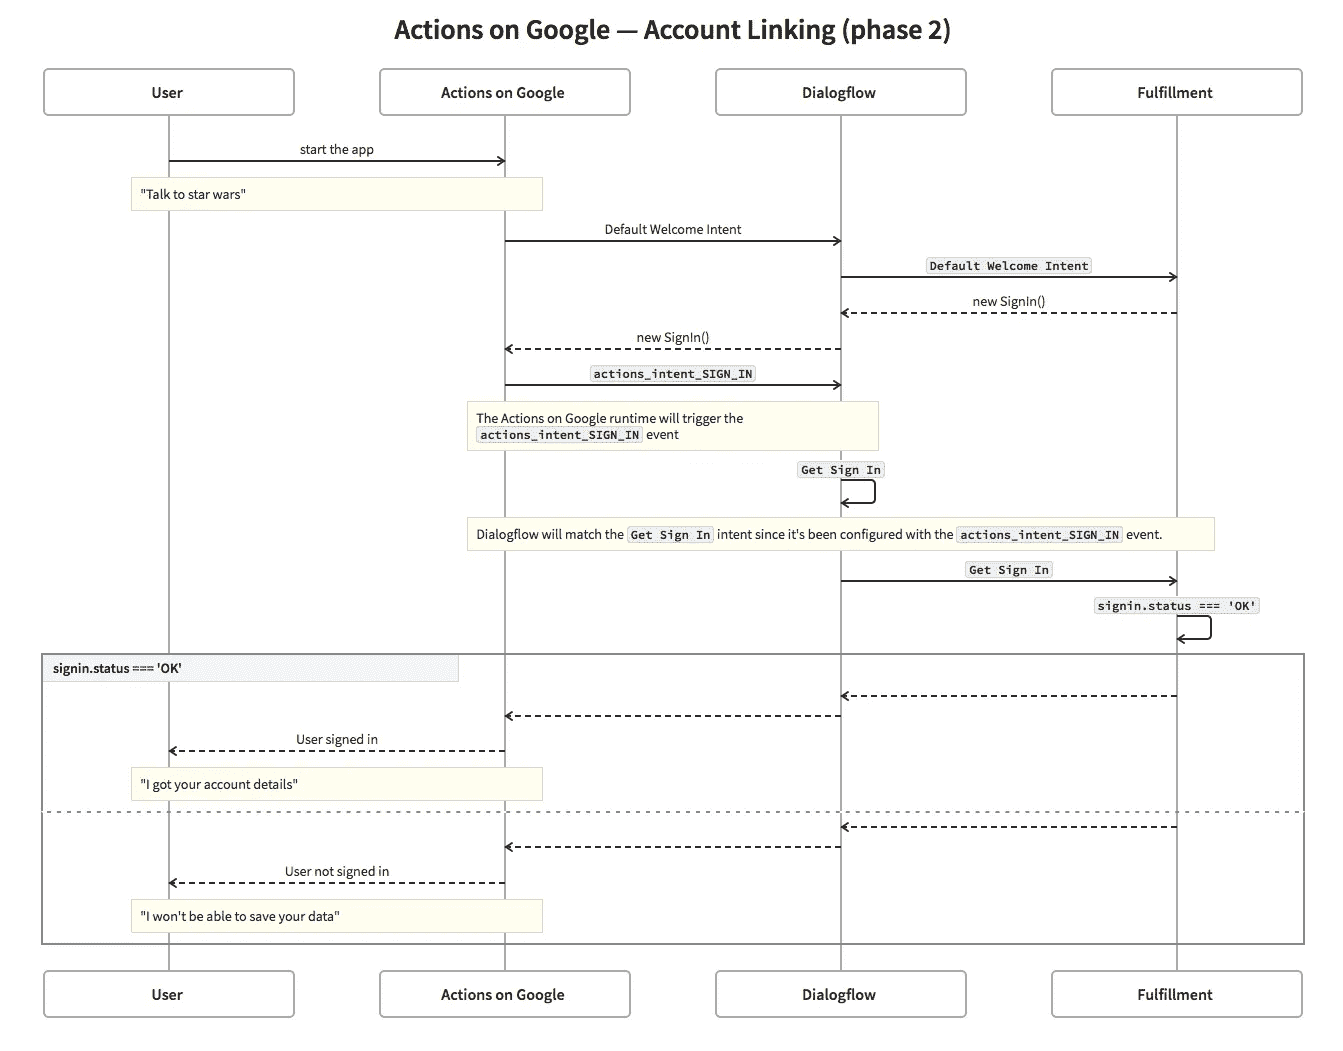 Actions on Google — Account Linking (phase 2)
User
Actions on Google
Dialogflow
Fulfillment
start the app
"Talk to star wars"
Default Welcome Intent
Default Welcome Intent
new SignIn()
new SignIn()
actions_intent_SIGN_IN
The Actions on Google runtime will trigger the
actions_intent_SIGN_IN event
Get Sign In
Dialogflow will match the Get Sign In intent since it's been configured with the actions_intent_SIGN_IN event.
Get Sign In
signin.status === 'OK'
signin.status === 'OK'
User signed in
"I got your account details"
User not signed in
"I won't be able to save your data"
User
Actions on Google
Dialogflow
Fulfillment